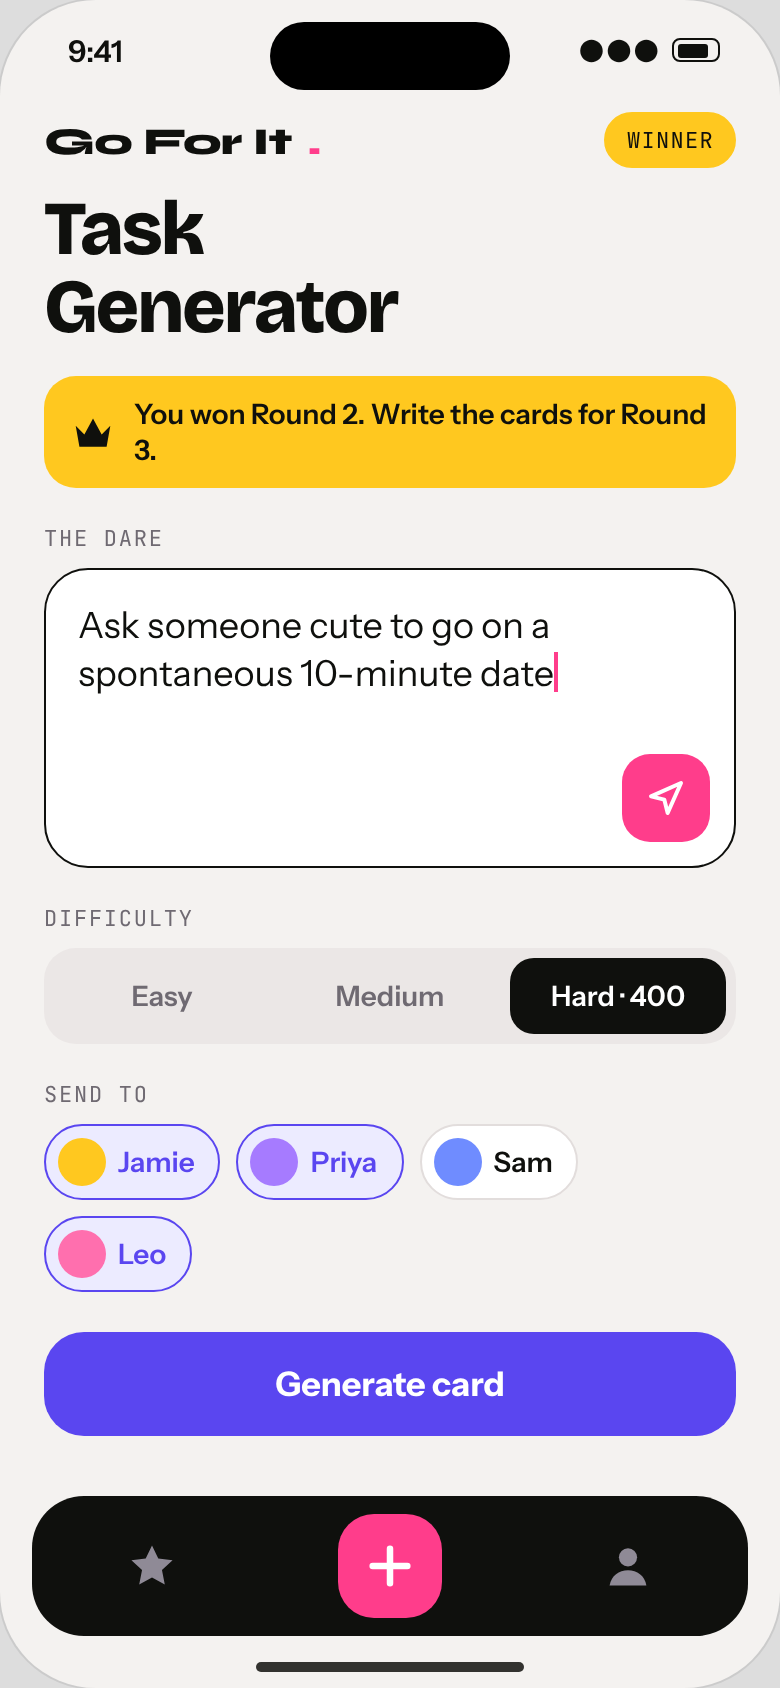 9:41
Go For It .
WINNER
Task
Generator
You won Round 2. Write the cards for Round
3.
THE DARE
Ask someone cute to go on a
spontaneous 10-minute date
DIFFICULTY
Easy
Medium
Hard · 400
SEND TO
Jamie
Priya
Sam
Leo
Generate card